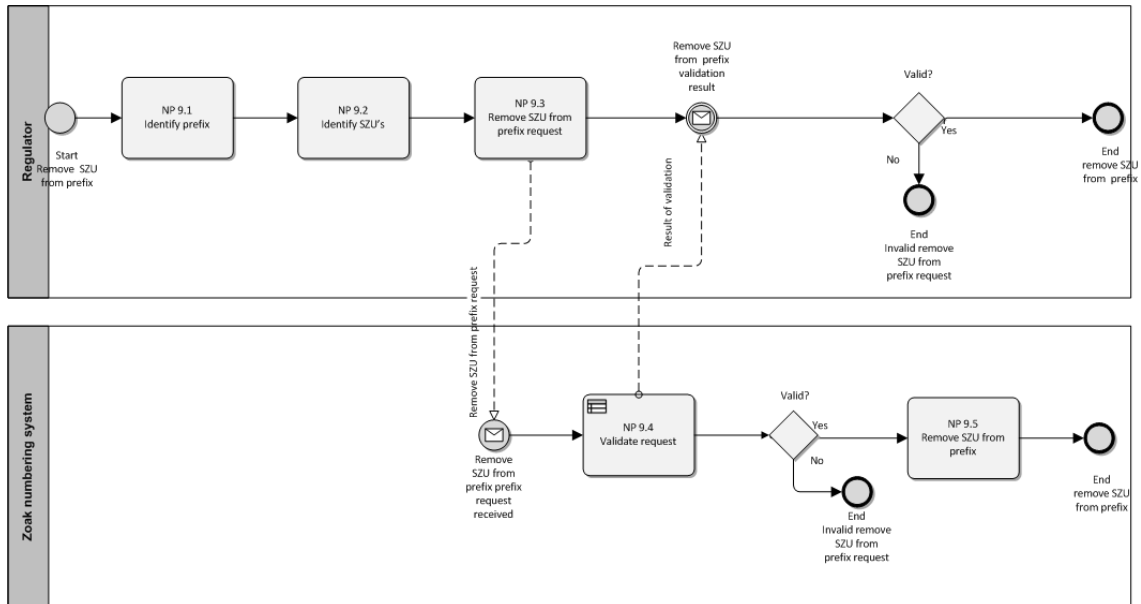 Regulator
Start
Remove SZU
from prefix
NP 9.1
Identify prefix
NP 9.2
Identify SZU's
NP 9.3
Remove SZU from
prefix request
Remove SZU
from prefix
validation
result
Valid?
Yes
No
End
Invalid remove
SZU from
prefix request
End
remove SZU
from prefix
Remove SZU from prefix request
Result of validation
Zoak numbering system
Remove
SZU from
prefix prefix
request
received
NP 9.4
Validate request
Valid?
Yes
No
End
Invalid remove
SZU from
prefix request
NP 9.5
Remove SZU from
prefix
End
remove SZU
from prefix